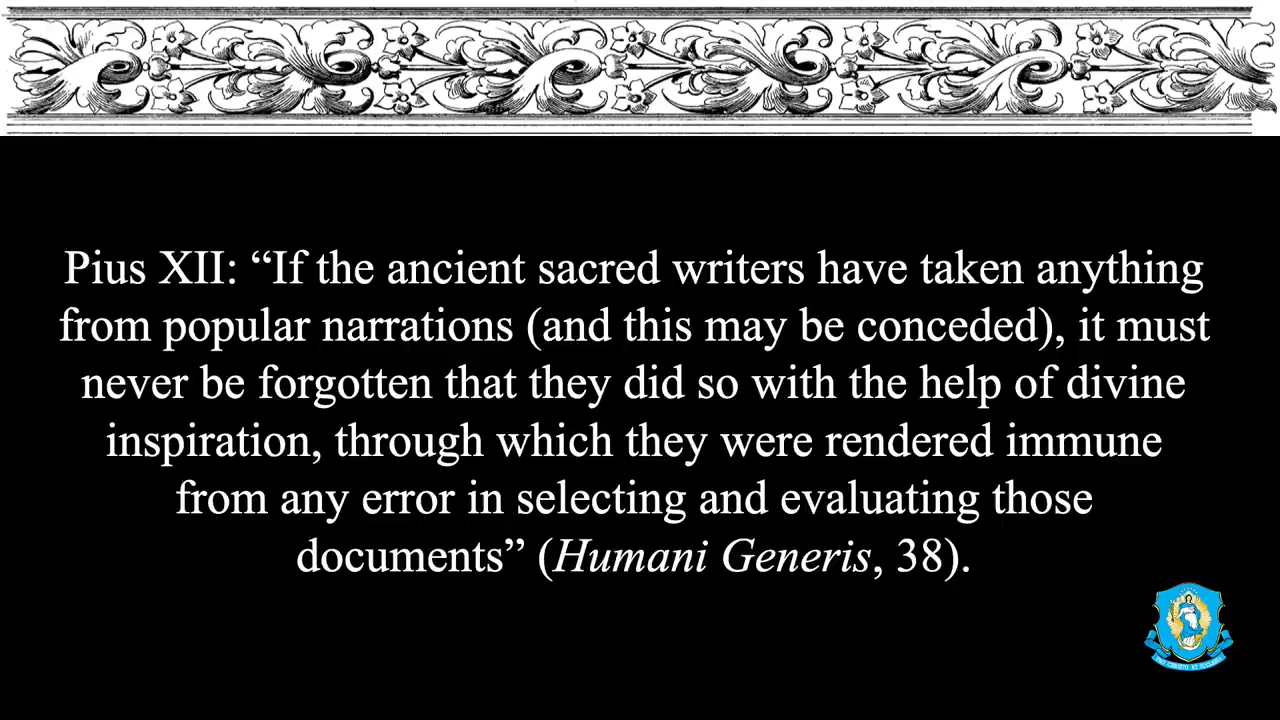 Pius XII: “If the ancient sacred writers have taken anything
from popular narrations (and this may be conceded), it must
never be forgotten that they did so with the help of divine
inspiration, through which they were rendered immune
from any error in selecting and evaluating those
documents” (Humani Generis, 38).